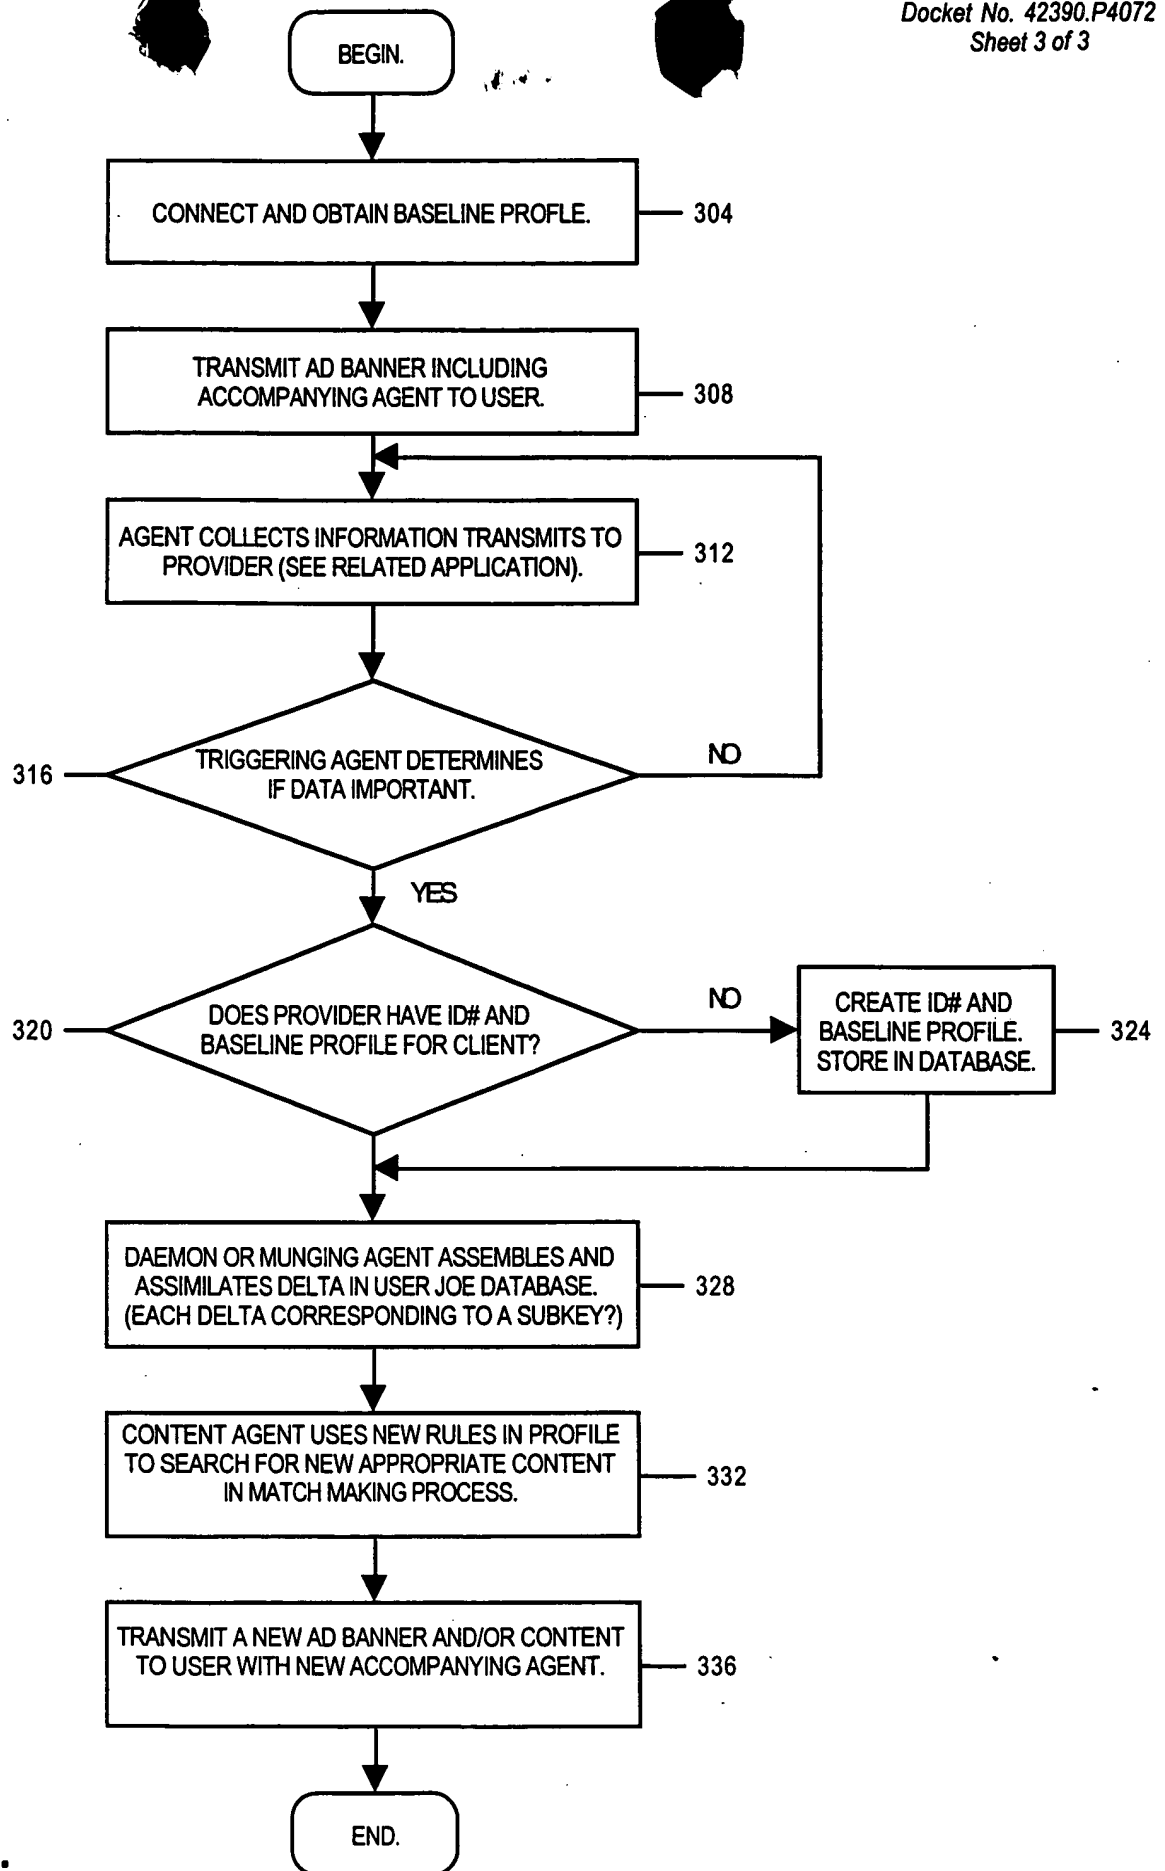 Docket No. 42390.P4072
Sheet 3 of 3
BEGIN.
CONNECT AND OBTAIN BASELINE PROFLE.
304
TRANSMIT AD BANNER INCLUDING
ACCOMPANYING AGENT TO USER.
308
AGENT COLLECTS INFORMATION TRANSMITS TO
PROVIDER (SEE RELATED APPLICATION).
312
316
TRIGGERING AGENT DETERMINES
IF DATA IMPORTANT.
NO
YES
320
DOES PROVIDER HAVE ID# AND
BASELINE PROFILE FOR CLIENT?
NO
CREATE ID# AND
BASELINE PROFILE.
STORE IN DATABASE.
324
DAEMON OR MUNGING AGENT ASSEMBLES AND
ASSIMILATES DELTA IN USER JOE DATABASE.
(EACH DELTA CORRESPONDING TO A SUBKEY?)
328
CONTENT AGENT USES NEW RULES IN PROFILE
TO SEARCH FOR NEW APPROPRIATE CONTENT
IN MATCH MAKING PROCESS.
332
TRANSMIT A NEW AD BANNER AND/OR CONTENT
TO USER WITH NEW ACCOMPANYING AGENT.
336
END.